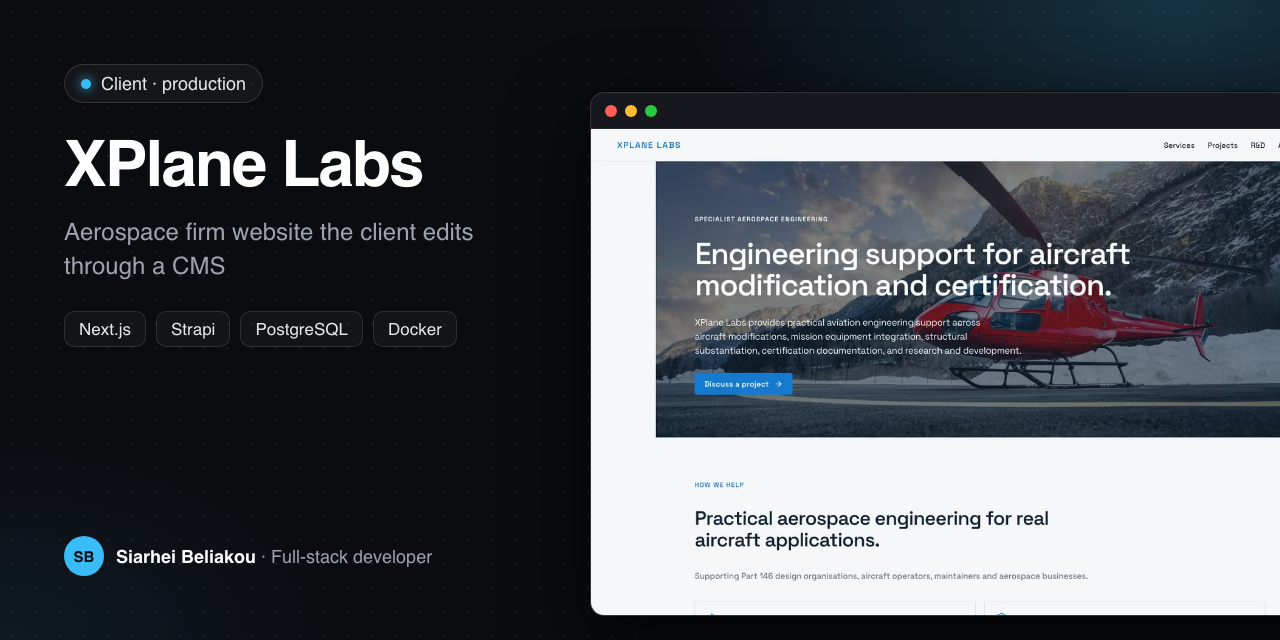 Client · production
XPlane Labs
Aerospace firm website the client edits
through a CMS
Next.js
Strapi
PostgreSQL
Docker
SB
Siarhei Beliakou · Full-stack developer
XPLANE LABS
Services
Projects
R&D
SPECIALIST AEROSPACE ENGINEERING
Engineering support for aircraft
modification and certification.
XPlane Labs provides practical aviation engineering support across
aircraft modifications, mission equipment integration, structural
substantiation, certification documentation, and research and development.
Discuss a project →
HOW WE HELP
Practical aerospace engineering for real
aircraft applications.
Supporting Part 146 design organisations, aircraft operators, maintainers and aerospace businesses.